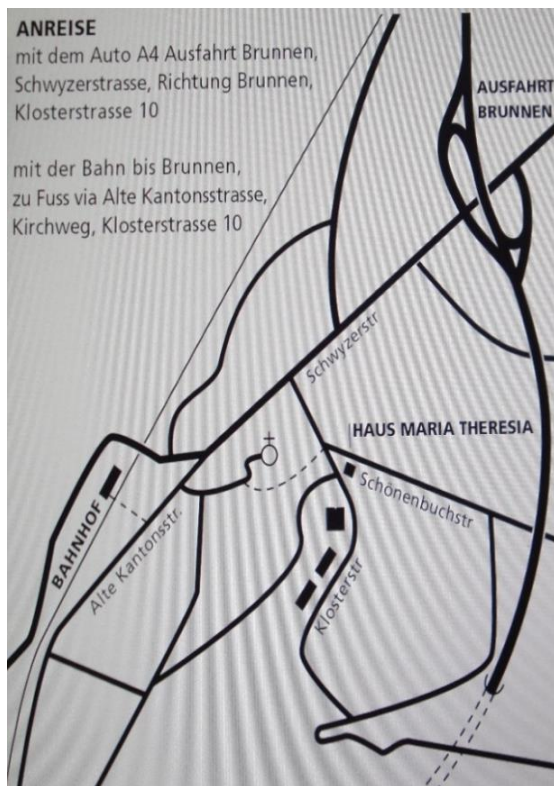 ANREISE
mit dem Auto A4 Ausfahrt Brunnen,
Schwyzerstrasse, Richtung Brunnen,
Klosterstrasse 10
mit der Bahn bis Brunnen,
zu Fuss via Alte Kantonsstrasse,
Kirchweg, Klosterstrasse 10
AUSFAHRT
BRUNNEN
Schwyzerstr
HAUS MARIA THERESIA
Schönenbuchstr
BAHNHOF
Alte Kantonsstr.
Klosterstr